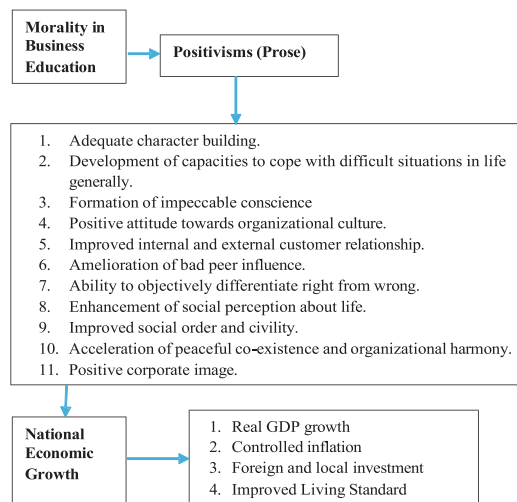 Morality in
Business
Education
Positivisms (Prose)
1. Adequate character building.
2. Development of capacities to cope with difficult situations in life
generally.
3. Formation of impeccable conscience
4. Positive attitude towards organizational culture.
5. Improved internal and external customer relationship.
6. Amelioration of bad peer influence.
7. Ability to objectively differentiate right from wrong.
8. Enhancement of social perception about life.
9. Improved social order and civility.
10. Acceleration of peaceful co-existence and organizational harmony.
11. Positive corporate image.
National
Economic
Growth
1. Real GDP growth
2. Controlled inflation
3. Foreign and local investment
4. Improved Living Standard